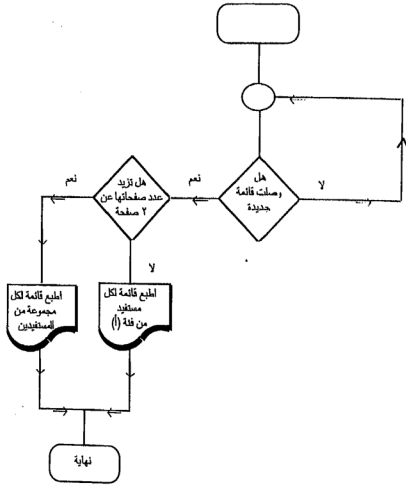 هل
وصلت قائمة
جديدة
لا
نعم
هل تزيد
عدد صفحاتها عن
٢ صفحة
نعم
لا
اطبع قائمة لكل
مستفيد
من فئة (أ)
اطبع قائمة لكل
مجموعة من
المستفيدين
نهاية